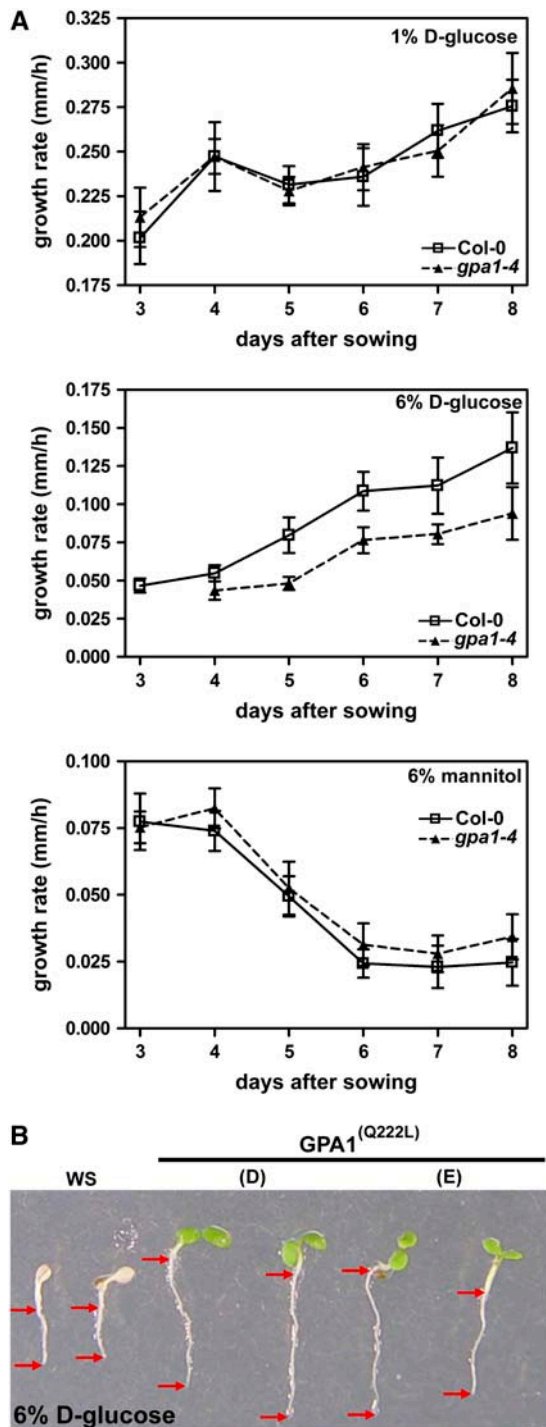 A
1% D-glucose
growth rate (mm/h)
0.325
0.300
0.275
0.250
0.225
0.200
0.175
Col-0
gpa1-4
3 4 5 6 7 8
days after sowing
6% D-glucose
growth rate (mm/h)
0.175
0.150
0.125
0.100
0.075
0.050
0.025
0.000
Col-0
gpa1-4
3 4 5 6 7 8
days after sowing
6% mannitol
growth rate (mm/h)
0.100
0.075
0.050
0.025
0.000
Col-0
gpa1-4
3 4 5 6 7 8
days after sowing
B
GPA1(Q222L)
WS (D) (E)
6% D-glucose